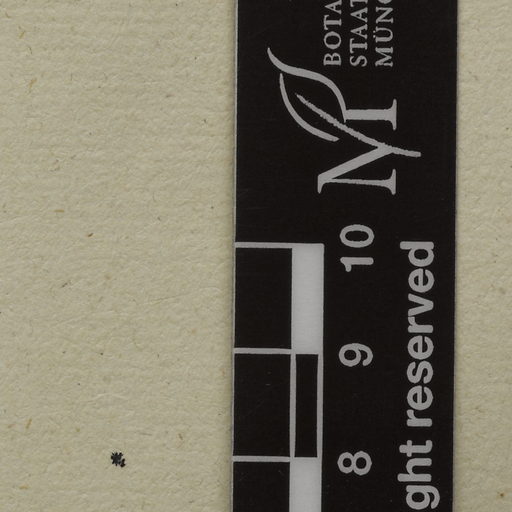 BOTA
STAAT
MÜNC
M
10
9
8
ght reserved